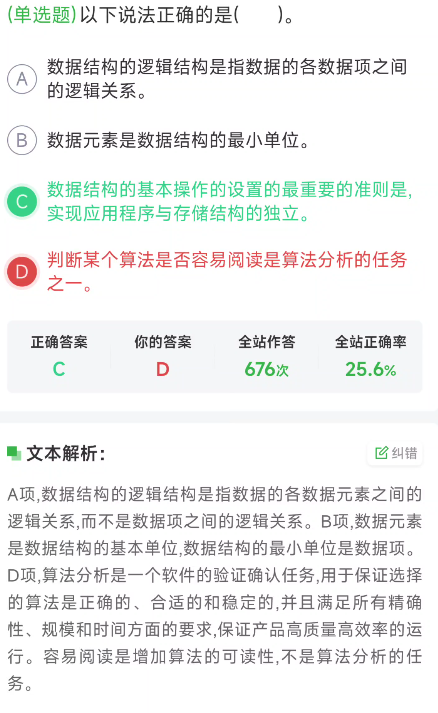 (单选题)以下说法正确的是(　　)。
A 数据结构的逻辑结构是指数据的各数据项之间
的逻辑关系。
B 数据元素是数据结构的最小单位。
C 数据结构的基本操作的设置的最重要的准则是,
实现应用程序与存储结构的独立。
D 判断某个算法是否容易阅读是算法分析的任务
之一。
正确答案 你的答案 全站作答 全站正确率
C D 676次 25.6%
文本解析: 纠错
A项,数据结构的逻辑结构是指数据的各数据元素之间的
逻辑关系,而不是数据项之间的逻辑关系。B项,数据元素
是数据结构的基本单位,数据结构的最小单位是数据项。
D项,算法分析是一个软件的验证确认任务,用于保证选择
的算法是正确的、合适的和稳定的,并且满足所有精确
性、规模和时间方面的要求,保证产品高质量高效率的运
行。容易阅读是增加算法的可读性,不是算法分析的任
务。